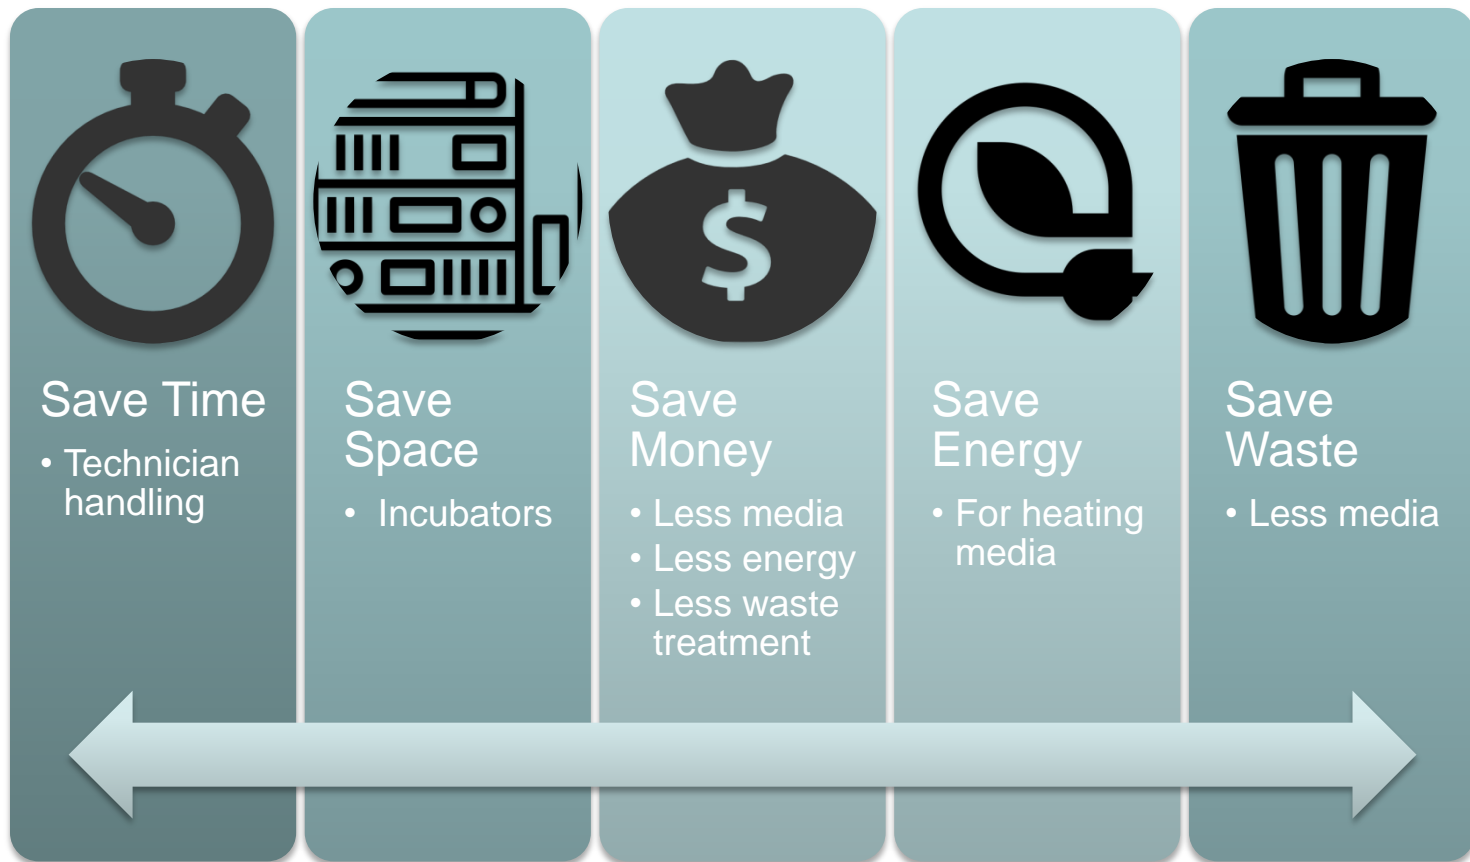 Save Time
• Technician
handling
Save
Space
• Incubators
$
Save
Money
• Less media
• Less energy
• Less waste
treatment
Save
Energy
• For heating
media
Save
Waste
• Less media